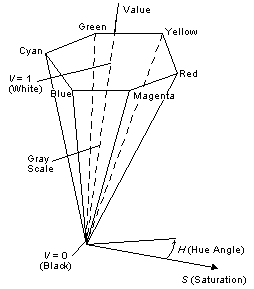 Value
Green
Yellow
Cyan
V = 1
(White)
Red
Blue
Magenta
Gray
Scale
H (Hue Angle)
V = 0
(Black)
S (Saturation)